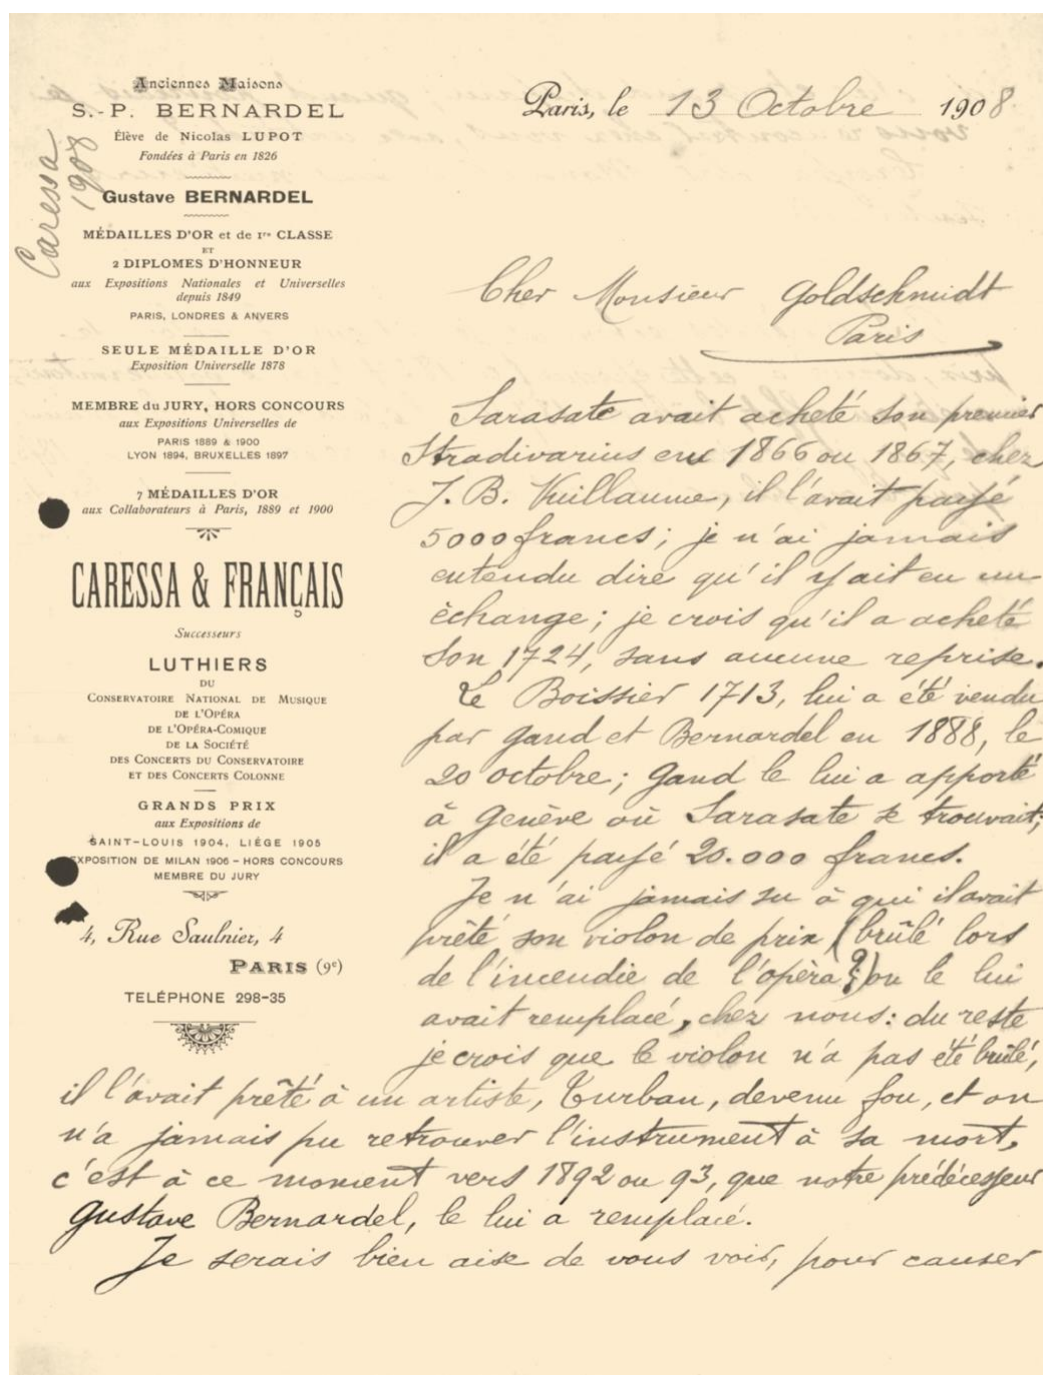 Anciennes Maisons
S.-P. BERNARDEL
Élève de Nicolas LUPOT
Fondées à Paris en 1826
Gustave BERNARDEL
MÉDAILLES D'OR et de 1re CLASSE
ET
2 DIPLOMES D'HONNEUR
aux Expositions Nationales et Universelles
depuis 1849
PARIS, LONDRES & ANVERS
SEULE MÉDAILLE D'OR
Exposition Universelle 1878
MEMBRE du JURY, HORS CONCOURS
aux Expositions Universelles de
PARIS 1889 & 1900
LYON 1894, BRUXELLES 1897
7 MÉDAILLES D'OR
aux Collaborateurs à Paris, 1889 et 1900
CARESSA & FRANÇAIS
Successeurs
LUTHIERS
DU
CONSERVATOIRE NATIONAL DE MUSIQUE
DE L'OPÉRA
DE L'OPÉRA-COMIQUE
DE LA SOCIÉTÉ
DES CONCERTS DU CONSERVATOIRE
ET DES CONCERTS COLONNE
GRANDS PRIX
aux Expositions de
SAINT-LOUIS 1904, LIÉGE 1905
EXPOSITION DE MILAN 1906 - HORS CONCOURS
MEMBRE DU JURY
4, Rue Saulnier, 4
PARIS (9e)
TELÉPHONE 298-35
Caressa
1908
Paris, le 13 Octobre 1908
Cher Monsieur Goldschmidt
Paris
Sarasate avait acheté son premier
Stradivarius en 1866 ou 1867, chez
J. B. Vuillaume, il l'avait payé
5000 francs; je n'ai jamais
entendu dire qu'il y ait eu un
échange; je crois qu'il a acheté
son 1724, sans aucune reprise.
Le Boissier 1713, lui a été vendu
par Gand et Bernardel en 1888, le
20 octobre; Gand le lui a apporté
à Genève où Sarasate se trouvait;
il a été payé 20.000 francs.
Je n'ai jamais su à qui il avait
prêté son violon de prix (brûlé lors
de l'incendie de l'opéra?) on le lui
avait remplacé, chez nous: du reste
je crois que le violon n'a pas été brûlé,
il l'avait prêté à un artiste, Turban, devenu fou, et on
n'a jamais pu retrouver l'instrument à sa mort,
c'est à ce moment vers 1892 ou 93, que notre prédécesseur
Gustave Bernardel, le lui a remplacé.
Je serais bien aise de vous voir, pour causer